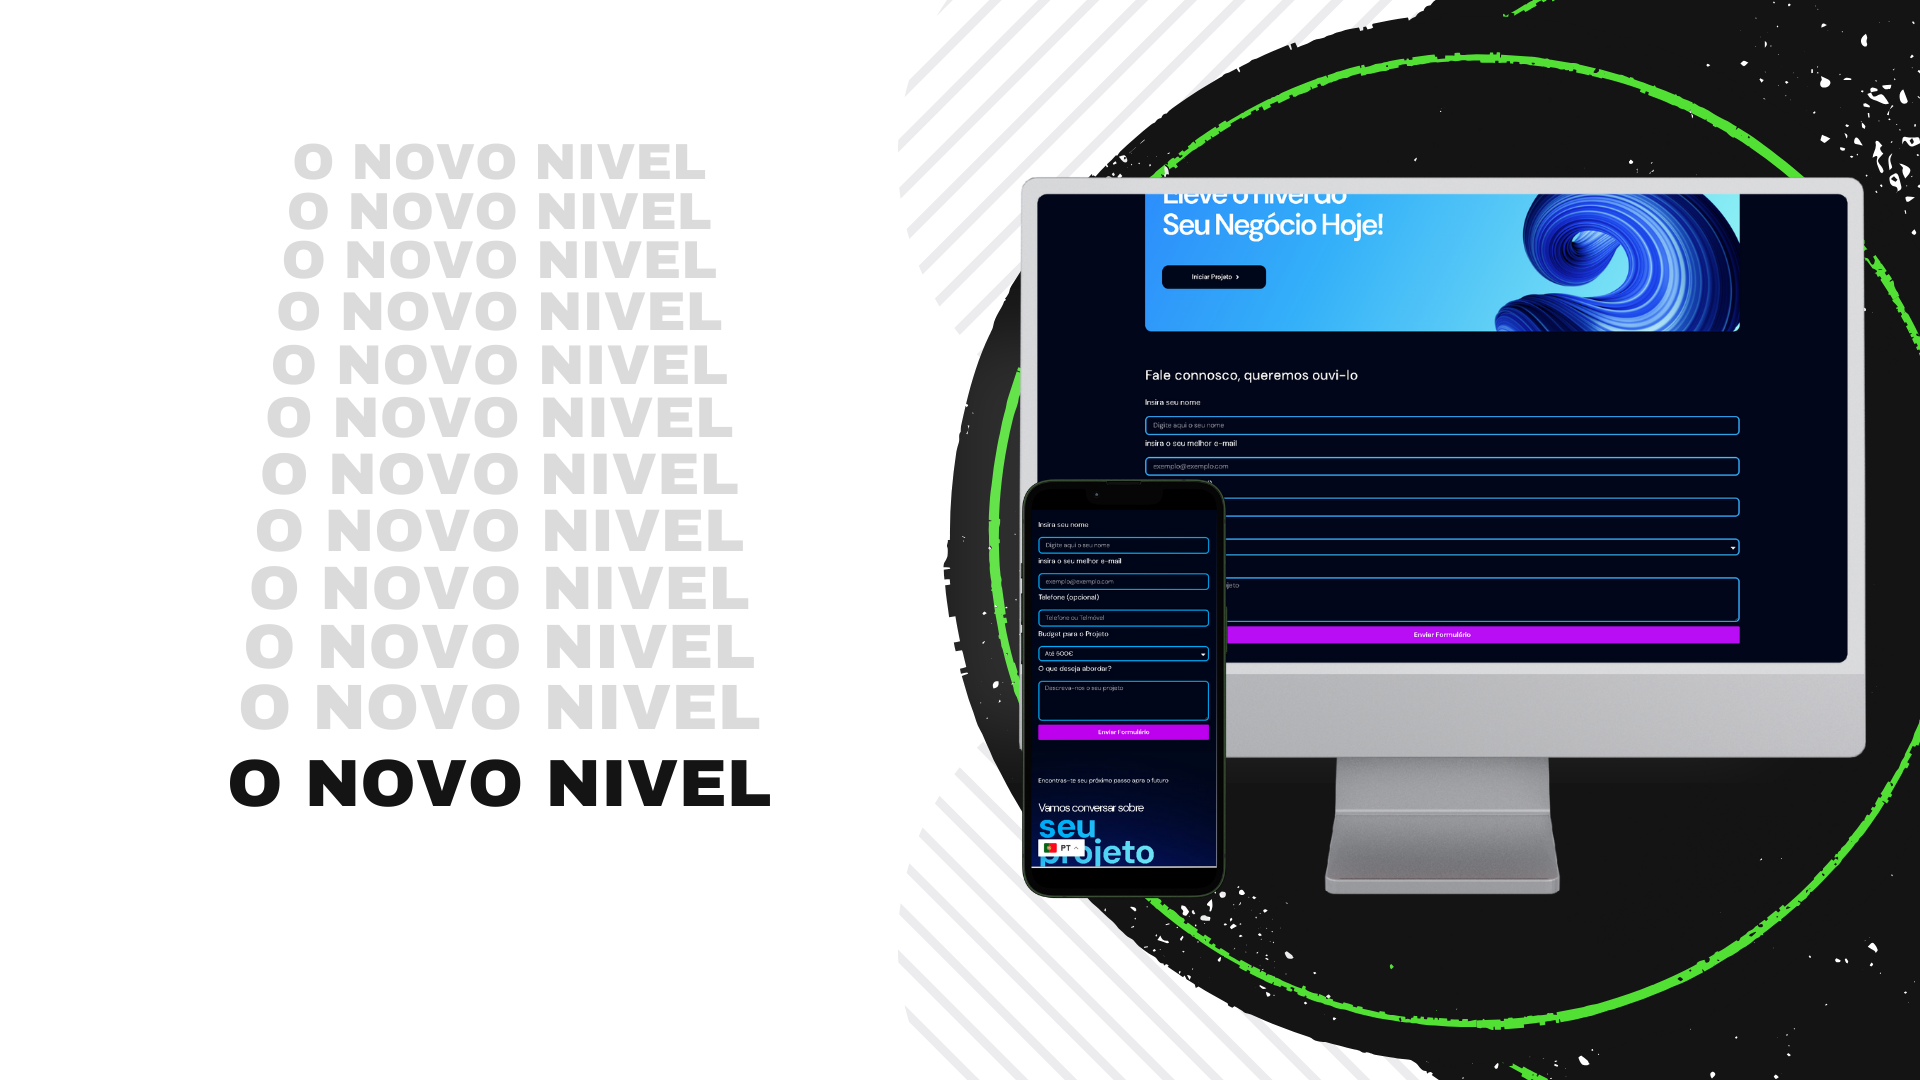 O NOVO NIVEL
O NOVO NIVEL
O NOVO NIVEL
O NOVO NIVEL
O NOVO NIVEL
O NOVO NIVEL
O NOVO NIVEL
O NOVO NIVEL
O NOVO NIVEL
O NOVO NIVEL
O NOVO NIVEL
O NOVO NIVEL
Eleve o nível do
Seu Negócio Hoje!
Iniciar Projeto
Fale connosco, queremos ouvi-lo
Insira seu nome
Digite aqui o seu nome
insira o seu melhor e-mail
exemplo@exemplo.com
Enviar Formulário
Insira seu nome
Digite aqui o seu nome
insira o seu melhor e-mail
exemplo@exemplo.com
Telefone (opcional)
Telefone ou Telmóvel
Budget para o Projeto
Até 500€
O que deseja abordar?
Descreva-nos o seu projeto
Enviar Formulário
Encontras-te seu próximo passo apra o futuro
Vamos conversar sobre
seu
projeto
PT